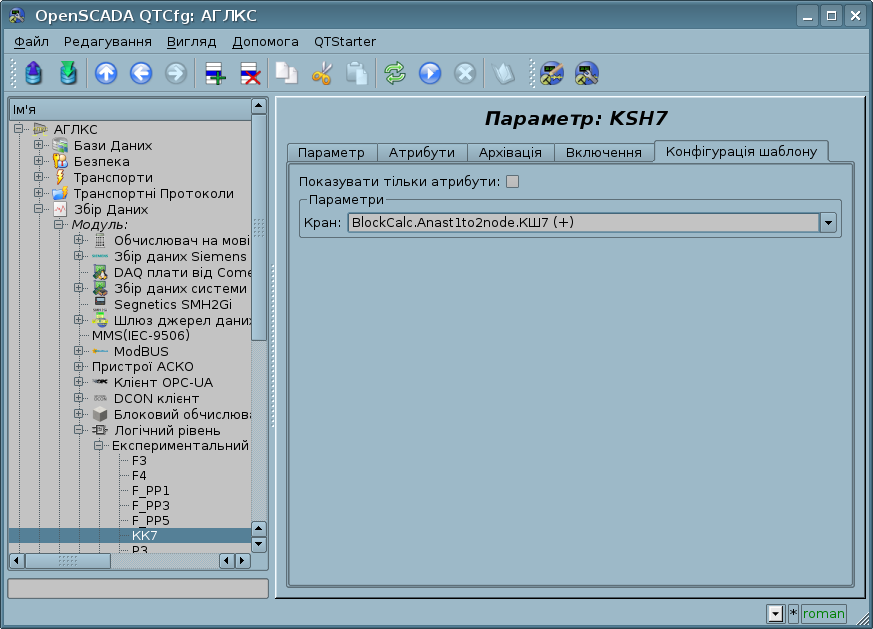 OpenSCADA QTCfg: АГЛКС
Файл Редагування Вигляд Допомога QTStarter
Ім'я
АГЛКС
Бази Даних
Безпека
Транспорти
Транспортні Протоколи
Збір Даних
Модуль:
Обчислювач на мові
Збір даних Siemens
DAQ плати від Come
Збір даних системи
Segnetics SMH2Gi
Шлюз джерел даних
MMS(IEC-9506)
ModBUS
Пристрої АСКО
Клієнт OPC-UA
DCON клієнт
Блоковий обчислюва
Логічний рівень
Експериментальний
F3
F4
F_PP1
F_PP3
F_PP5
КК7
P3
Параметр: KSH7
Параметр Атрибути Архівація Включення Конфігурація шаблону
Показувати тільки атрибути:
Параметри
Кран: BlockCalc.Anast1to2node.КШ7 (+)
* roman